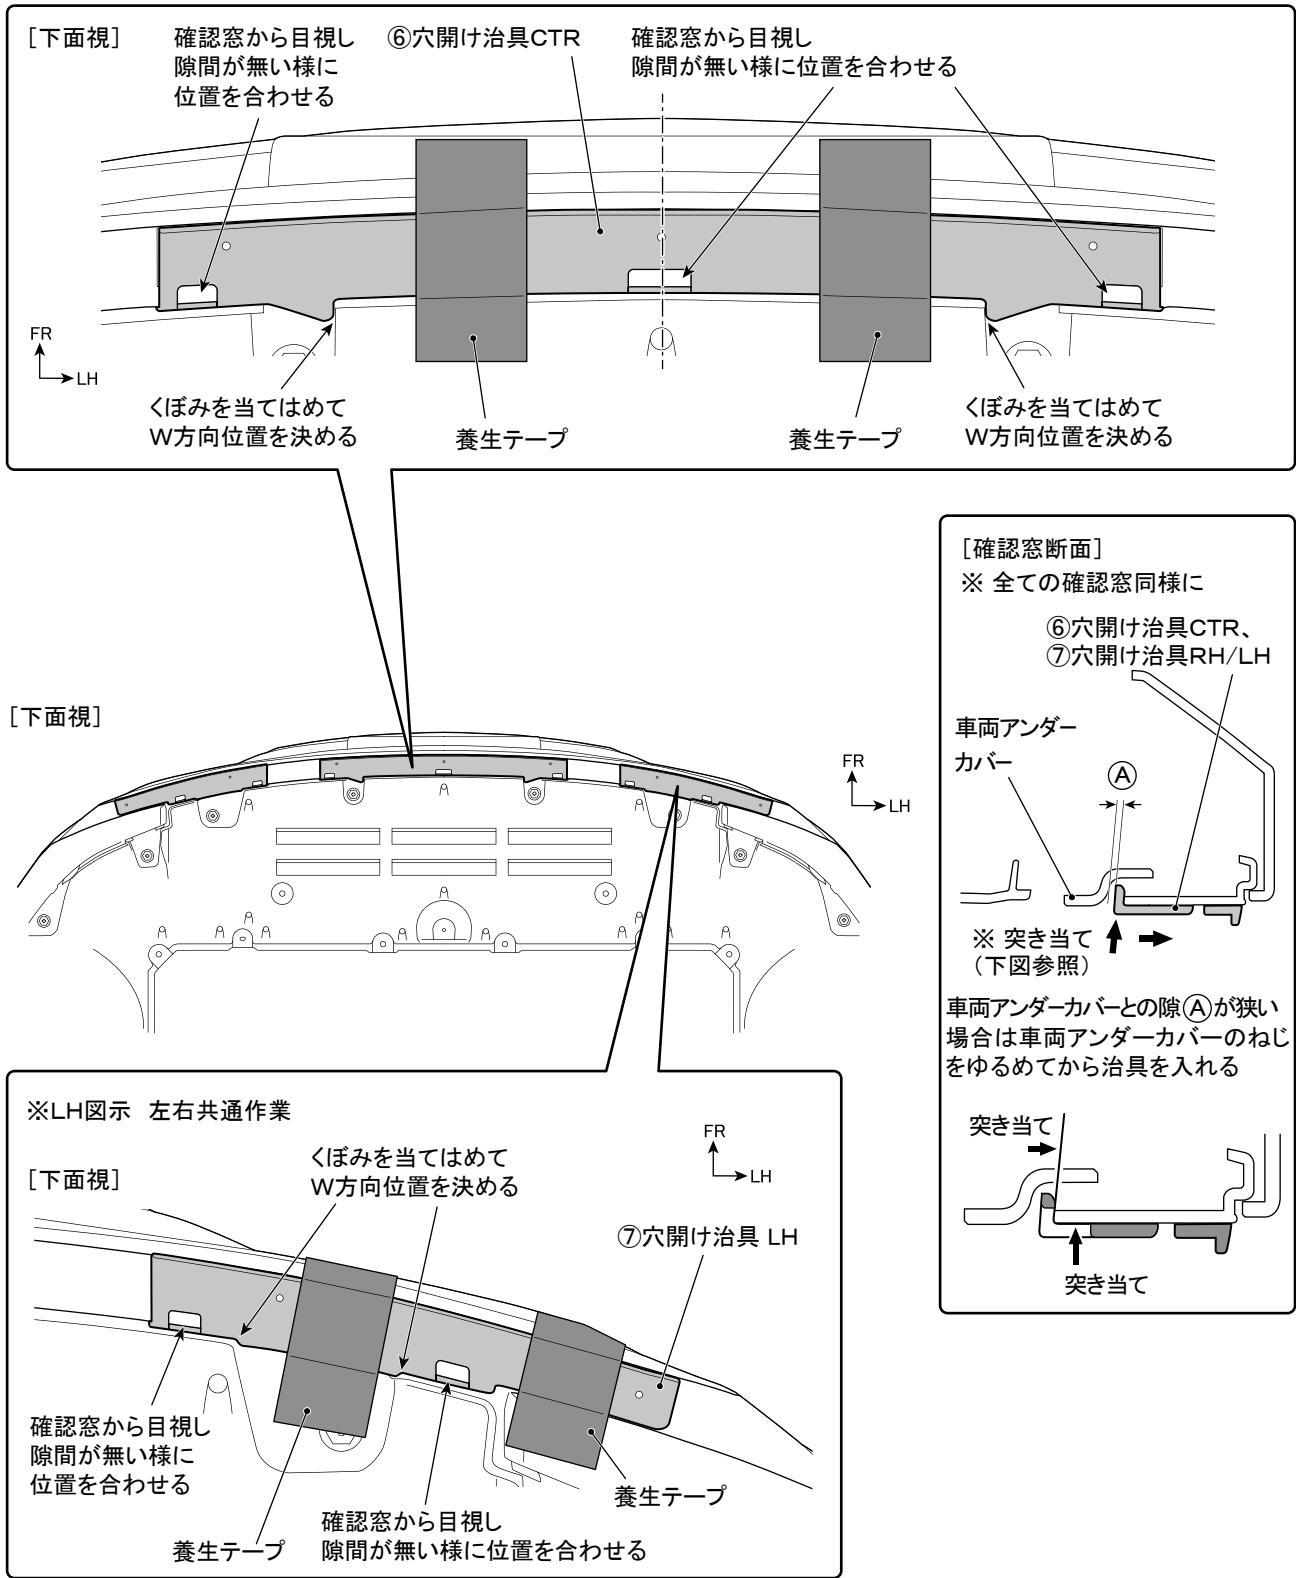 ［下面視］
確認窓から目視し
隙間が無い様に
位置を合わせる
⑥穴開け治具CTR
確認窓から目視し
隙間が無い様に位置を合わせる
FR
LH
くぼみを当てはめて
W方向位置を決める
養生テープ
養生テープ
くぼみを当てはめて
W方向位置を決める
［下面視］
FR
LH
［確認窓断面］
※ 全ての確認窓同様に
⑥穴開け治具CTR、
⑦穴開け治具RH/LH
車両アンダー
カバー
Ⓐ
※ 突き当て
（下図参照）
車両アンダーカバーとの隙Ⓐが狭い
場合は車両アンダーカバーのねじ
をゆるめてから治具を入れる
突き当て
突き当て
※LH図示 左右共通作業
［下面視］
くぼみを当てはめて
W方向位置を決める
FR
LH
⑦穴開け治具 LH
確認窓から目視し
隙間が無い様に
位置を合わせる
養生テープ
確認窓から目視し
隙間が無い様に位置を合わせる
養生テープ